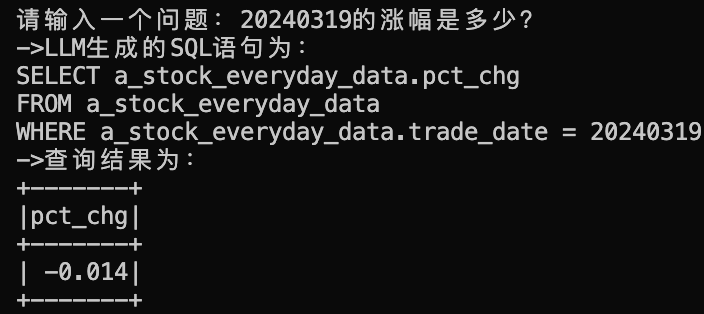 请输入一个问题：20240319的涨幅是多少？
->LLM生成的SQL语句为：
SELECT a_stock_everyday_data.pct_chg
FROM a_stock_everyday_data
WHERE a_stock_everyday_data.trade_date = 20240319
->查询结果为：
+-------+
|pct_chg|
+-------+
| -0.014|
+-------+